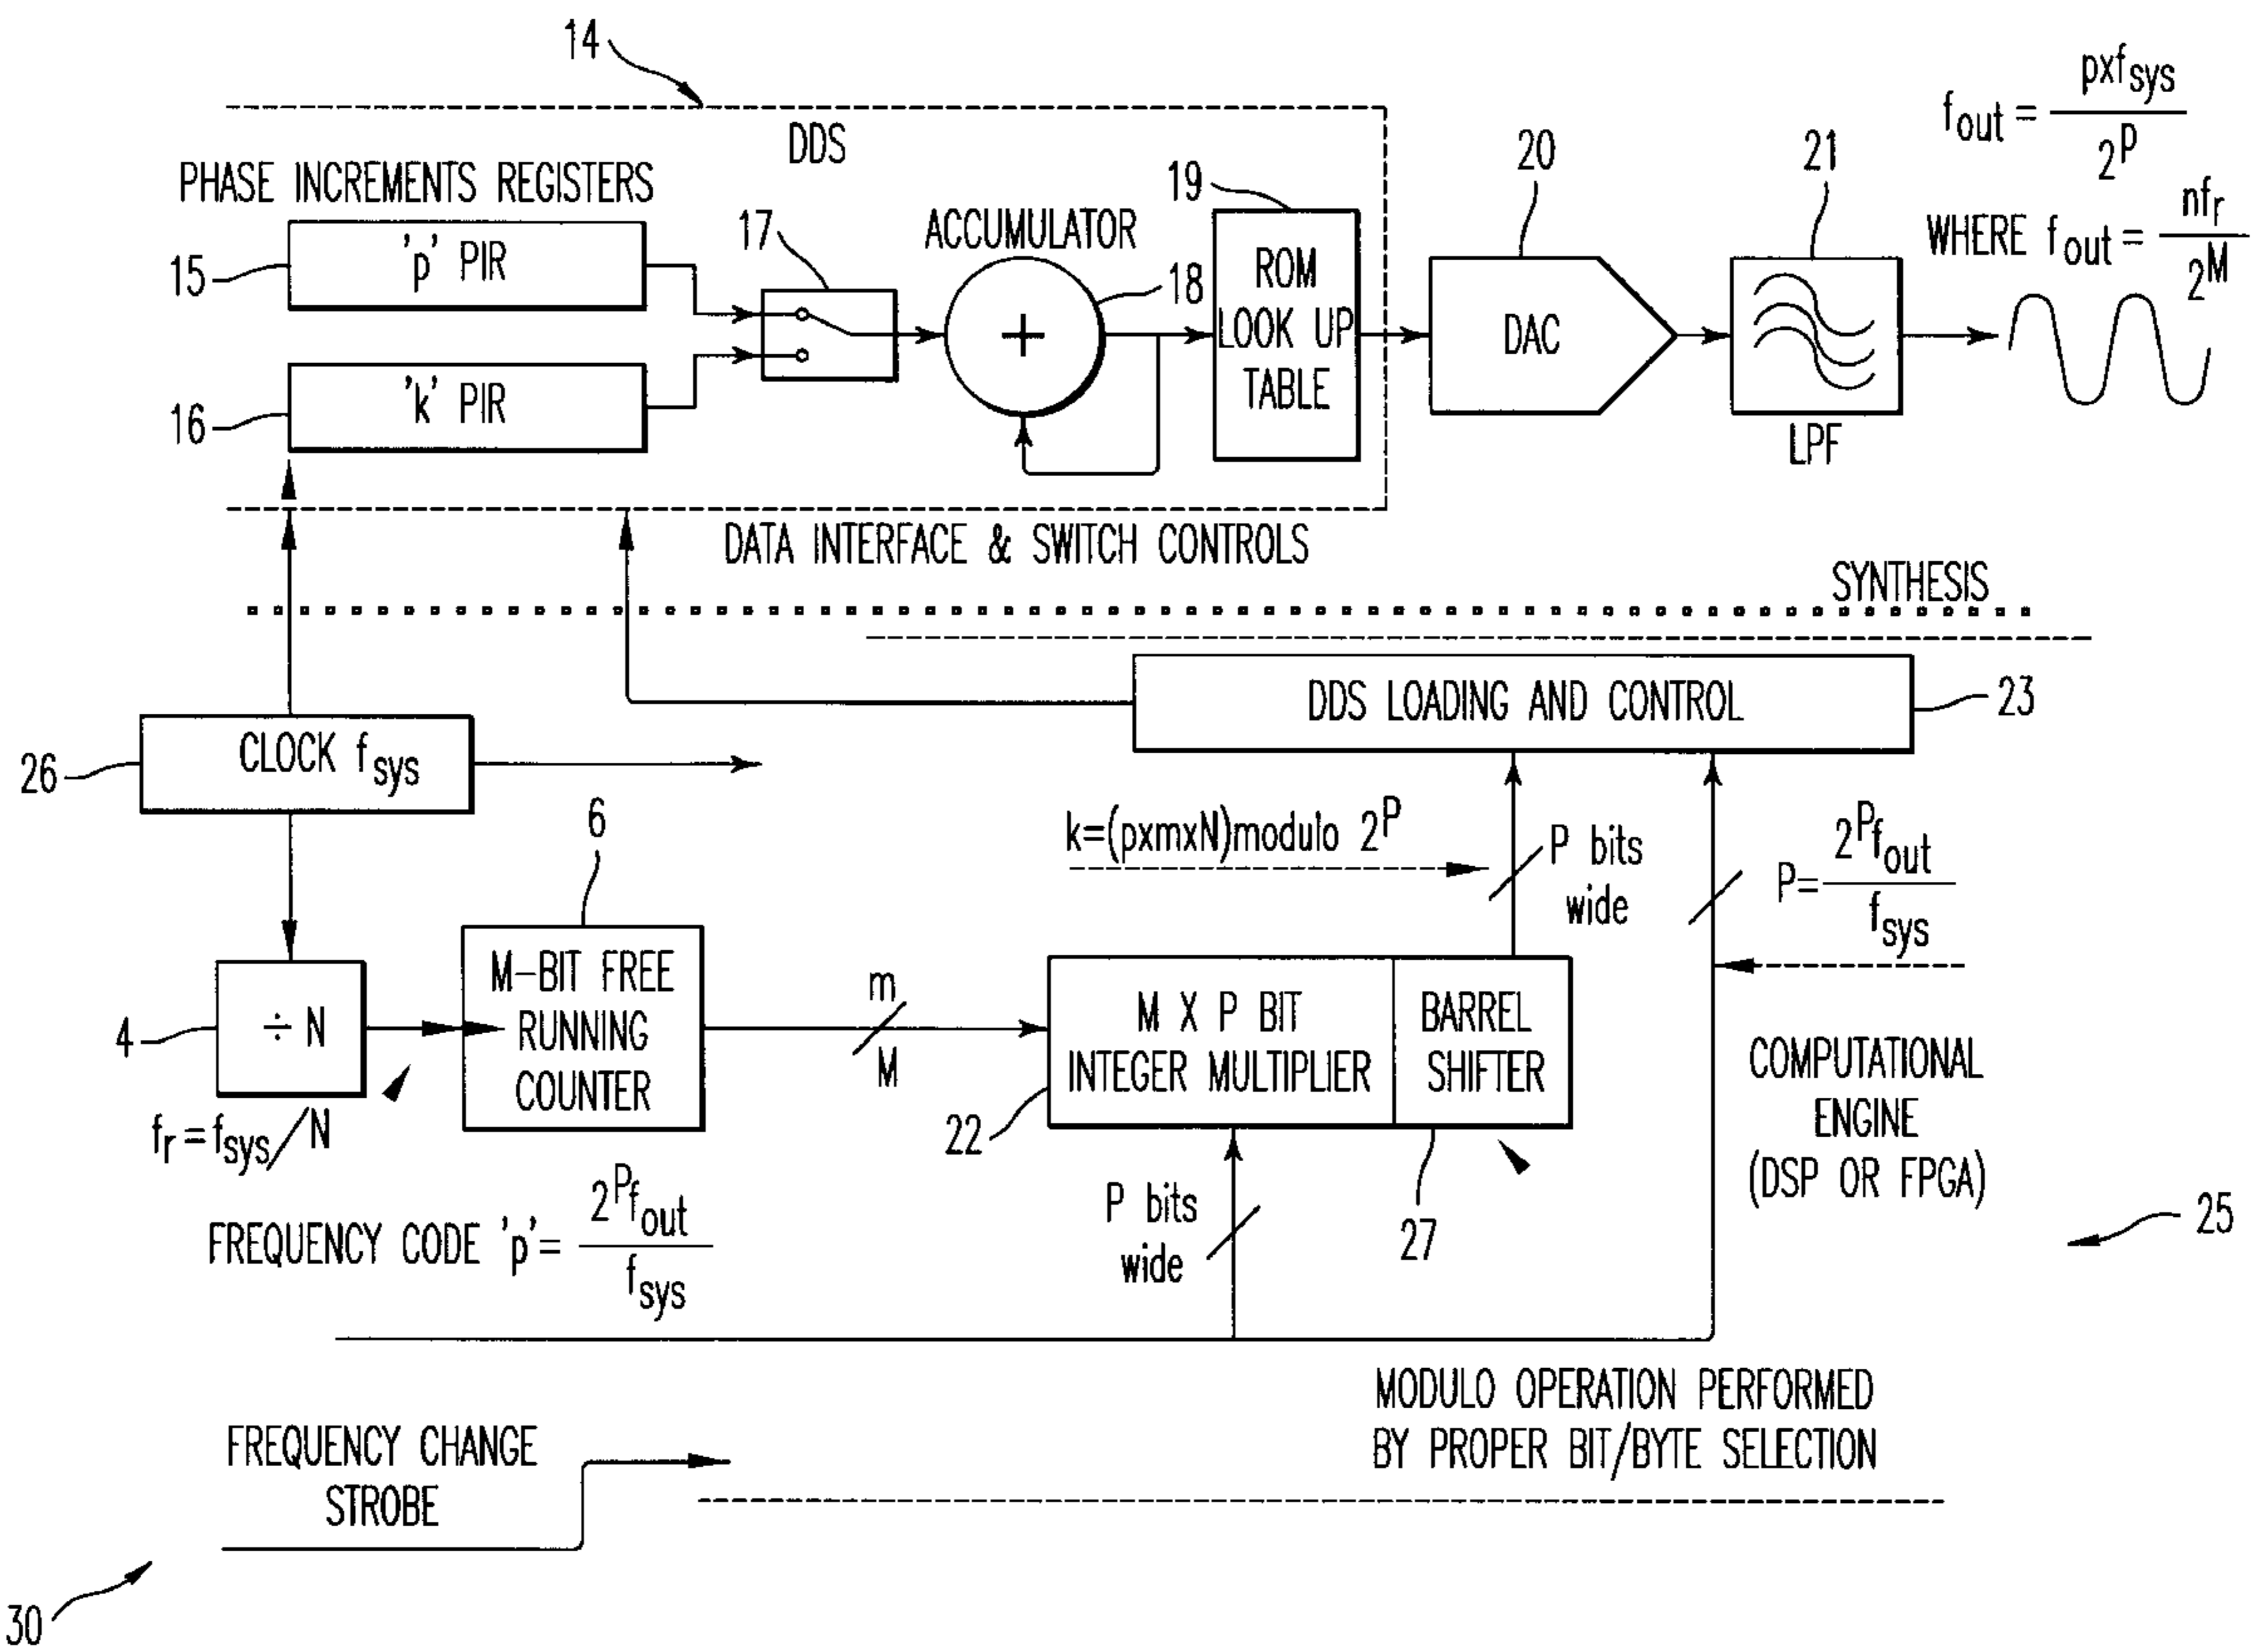 14
DDS
PHASE INCREMENTS REGISTERS
15
'p' PIR
16
'k' PIR
17
ACCUMULATOR
+
18
19
ROM
LOOK UP
TABLE
20
DAC
21
LPF
f_out = pxf_sys / 2^P
WHERE f_out = nf_r / 2^M
DATA INTERFACE & SWITCH CONTROLS
SYNTHESIS
DDS LOADING AND CONTROL
23
26
CLOCK f_sys
6
k=(pxmxN)modulo 2^P
P bits
wide
P= 2^P f_out / f_sys
4
÷ N
M-BIT FREE
RUNNING
COUNTER
m
M
M X P BIT
INTEGER MULTIPLIER
BARREL
SHIFTER
22
27
f_r=f_sys/N
COMPUTATIONAL
ENGINE
(DSP OR FPGA)
25
P bits
wide
FREQUENCY CODE 'p'= 2^P f_out / f_sys
MODULO OPERATION PERFORMED
BY PROPER BIT/BYTE SELECTION
FREQUENCY CHANGE
STROBE
30